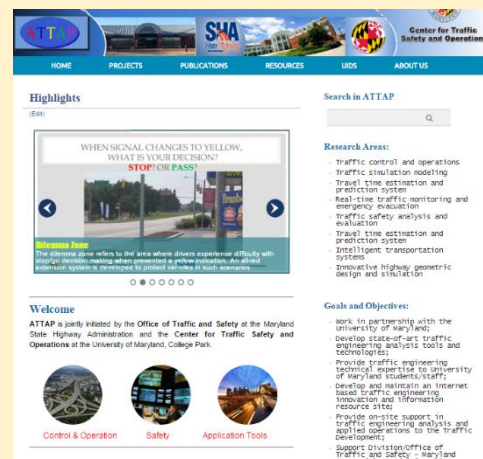 ATTAP
SHA
Center for Traffic
Safety and Operation
HOME PROJECTS PUBLICATIONS RESOURCES UIDS ABOUT US
Highlights
(Edit)
WHEN SIGNAL CHANGES TO YELLOW,
WHAT IS YOUR DECISION?
STOP? OR PASS?
Dilemma Zone
The dilemma zone refers to the area where drivers experience difficulty with
stop/go decision making when presented a yellow indication. An all-red
extension system is developed to protect vehicles in such scenarios.
Welcome
ATTAP is jointly initiated by the Office of Traffic and Safety at the Maryland
State Highway Administration and the Center for Traffic Safety and
Operations at the University of Maryland, College Park.
Control & Operation Safety Application Tools
Search in ATTAP
Research Areas:
Traffic control and operations
Traffic simulation modeling
Travel time estimation and
prediction system
Real-time traffic monitoring and
emergency evacuation
Traffic safety analysis and
evaluation
Travel time estimation and
prediction system
Intelligent transportation
systems
Innovative highway geometric
design and simulation
Goals and Objectives:
Work in partnership with the
University of Maryland;
Develop state-of-art traffic
engineering analysis tools and
technologies;
Provide traffic engineering
technical expertise to University
of Maryland students/staff;
Develop and maintain an internet
based traffic engineering
innovation and information
resource site;
Provide on-site support in
traffic engineering analysis and
applied operations to the Traffic
Development;
Support Division/Office of
Traffic and Safety - Maryland